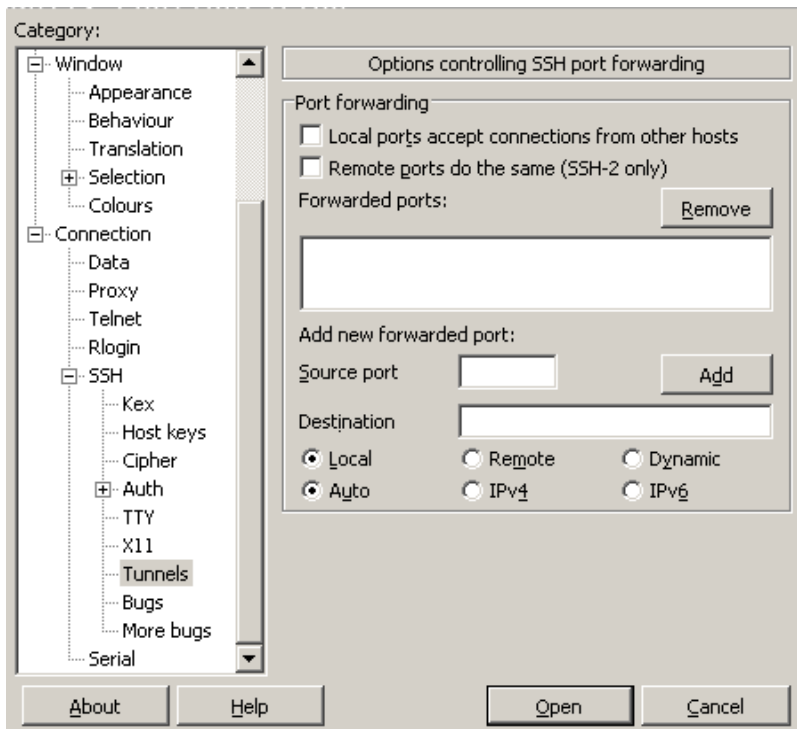 Category:
Window
Appearance
Behaviour
Translation
Selection
Colours
Connection
Data
Proxy
Telnet
Rlogin
SSH
Kex
Host keys
Cipher
Auth
TTY
X11
Tunnels
Bugs
More bugs
Serial
Options controlling SSH port forwarding
Port forwarding
Local ports accept connections from other hosts
Remote ports do the same (SSH-2 only)
Forwarded ports:
Remove
Add new forwarded port:
Source port
Add
Destination
Local Remote Dynamic
Auto IPv4 IPv6
About Help Open Cancel